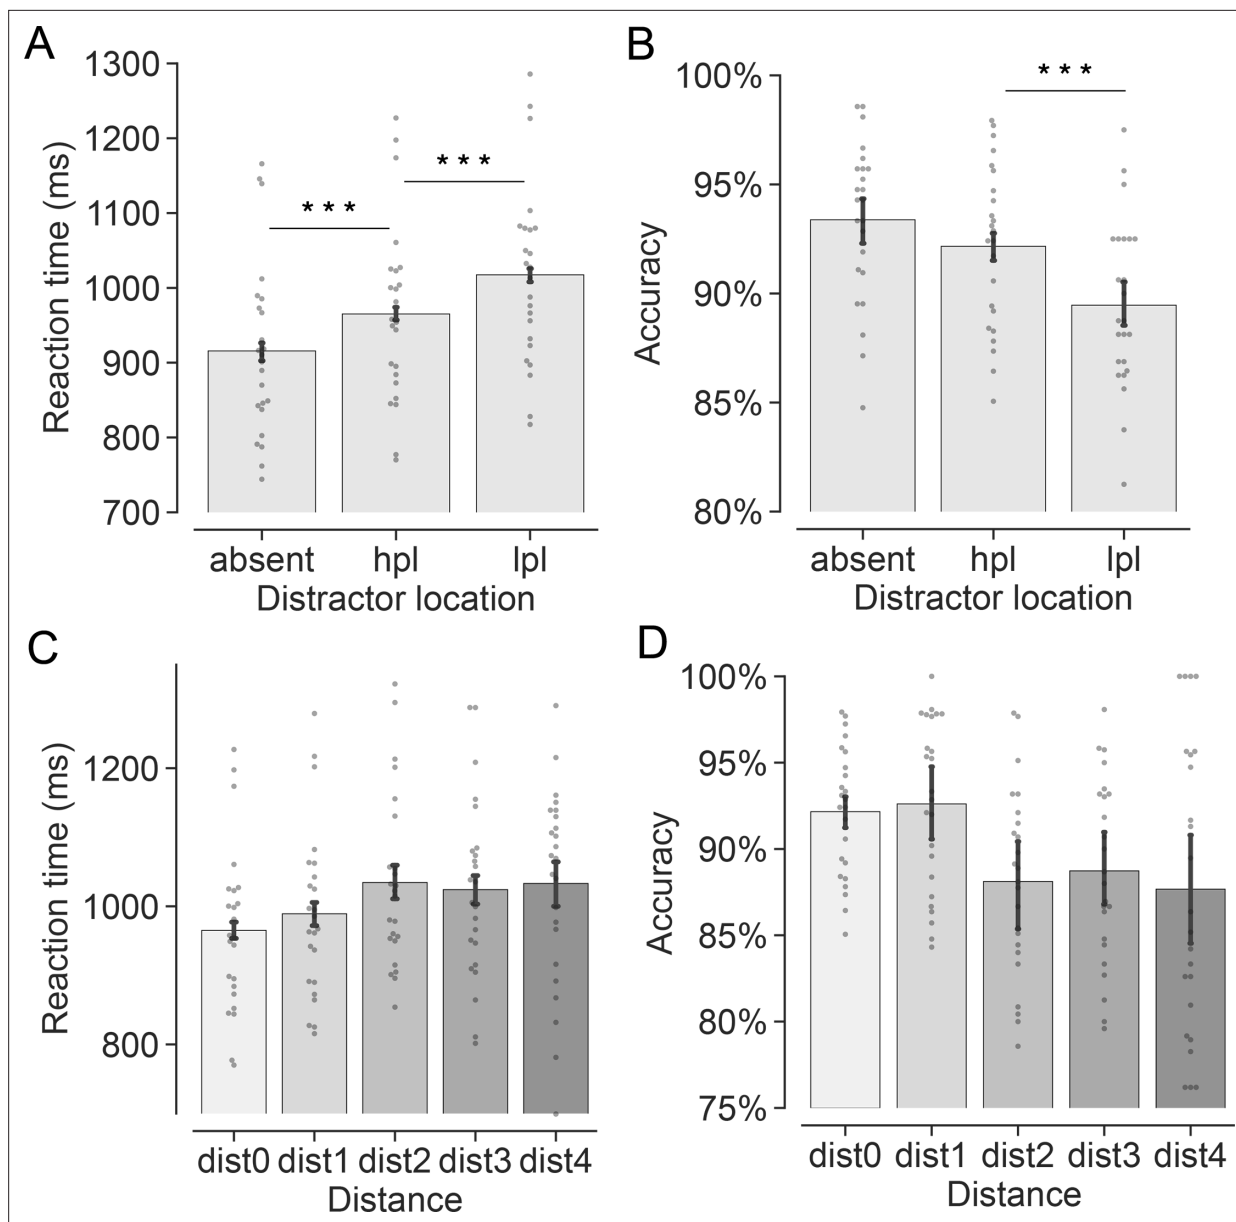 A
Reaction time (ms)
1300
1200
1100
1000
900
800
700
* * *
* * *
absent hpl lpl
Distractor location
B
Accuracy
100%
95%
90%
85%
80%
* * *
absent hpl lpl
Distractor location
C
Reaction time (ms)
1200
1000
800
dist0 dist1 dist2 dist3 dist4
Distance
D
Accuracy
100%
95%
90%
85%
80%
75%
dist0 dist1 dist2 dist3 dist4
Distance